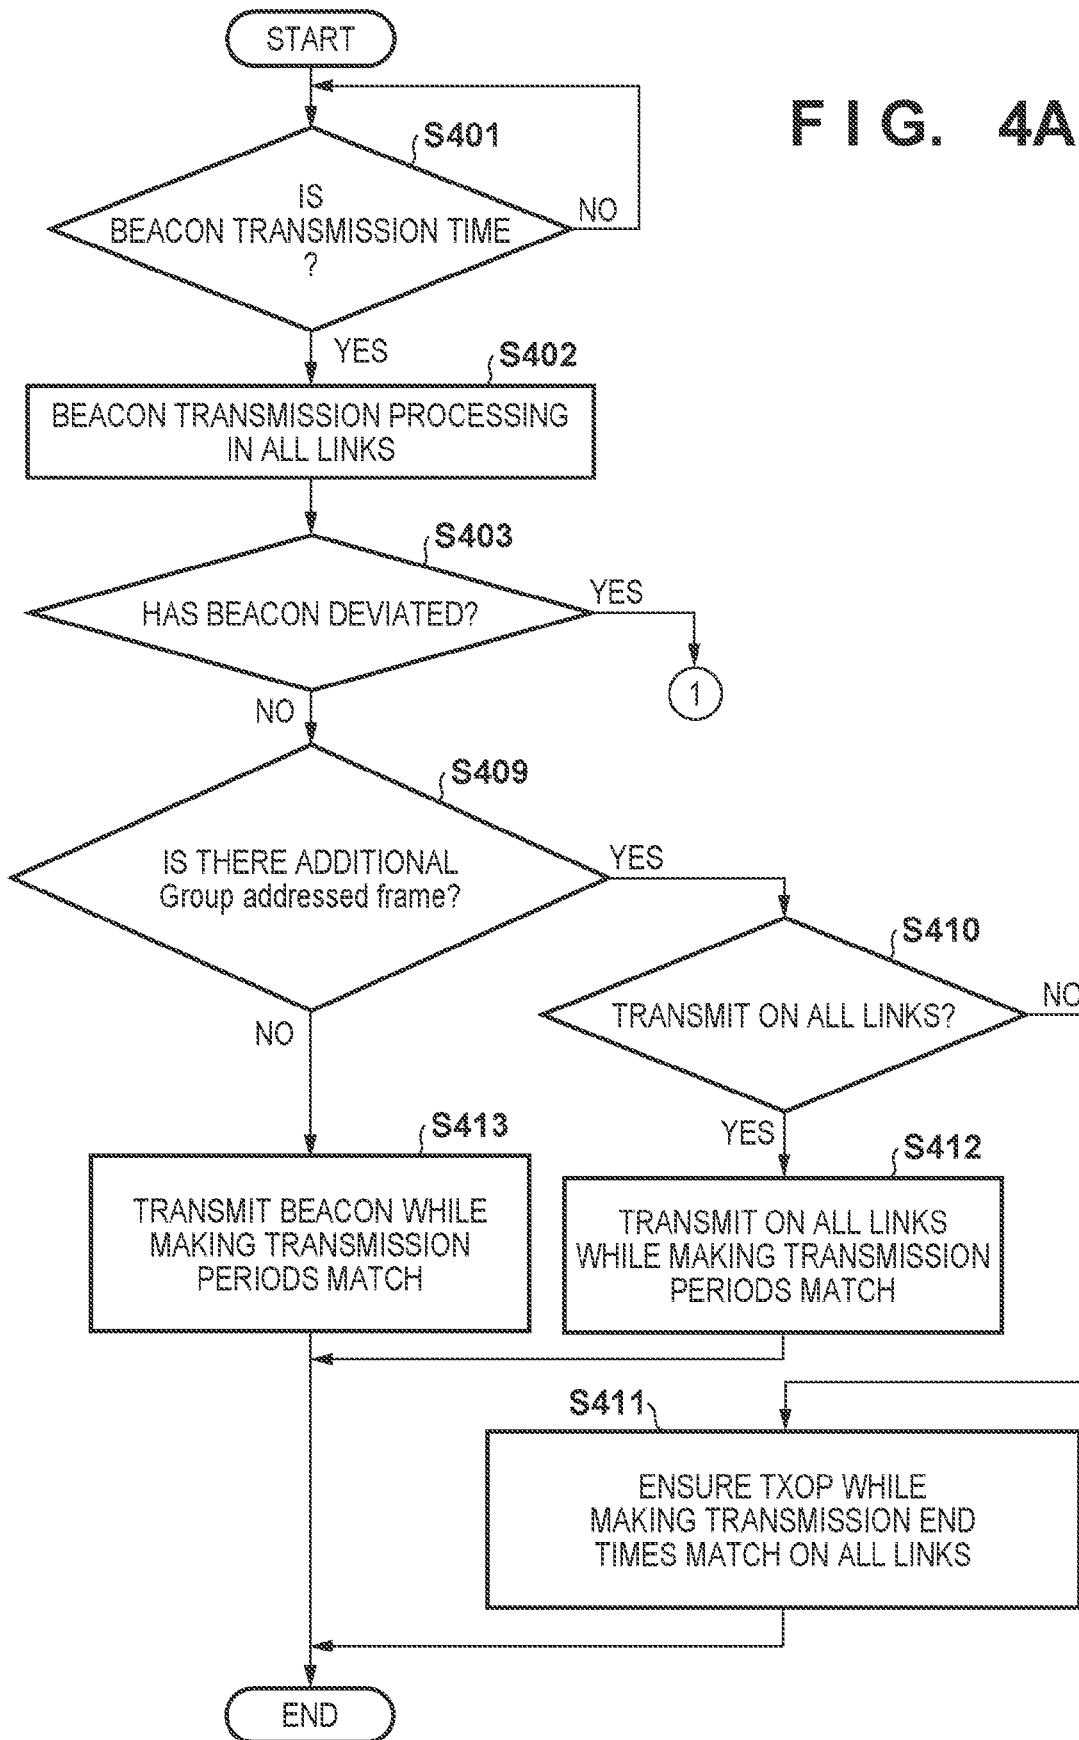 START
FIG. 4A
S401
IS
BEACON TRANSMISSION TIME
?
NO
YES
S402
BEACON TRANSMISSION PROCESSING
IN ALL LINKS
S403
HAS BEACON DEVIATED?
YES
1
NO
S409
IS THERE ADDITIONAL
Group addressed frame?
YES
S410
TRANSMIT ON ALL LINKS?
NO
NO
YES
S413
TRANSMIT BEACON WHILE
MAKING TRANSMISSION
PERIODS MATCH
S412
TRANSMIT ON ALL LINKS
WHILE MAKING TRANSMISSION
PERIODS MATCH
S411
ENSURE TXOP WHILE
MAKING TRANSMISSION END
TIMES MATCH ON ALL LINKS
END